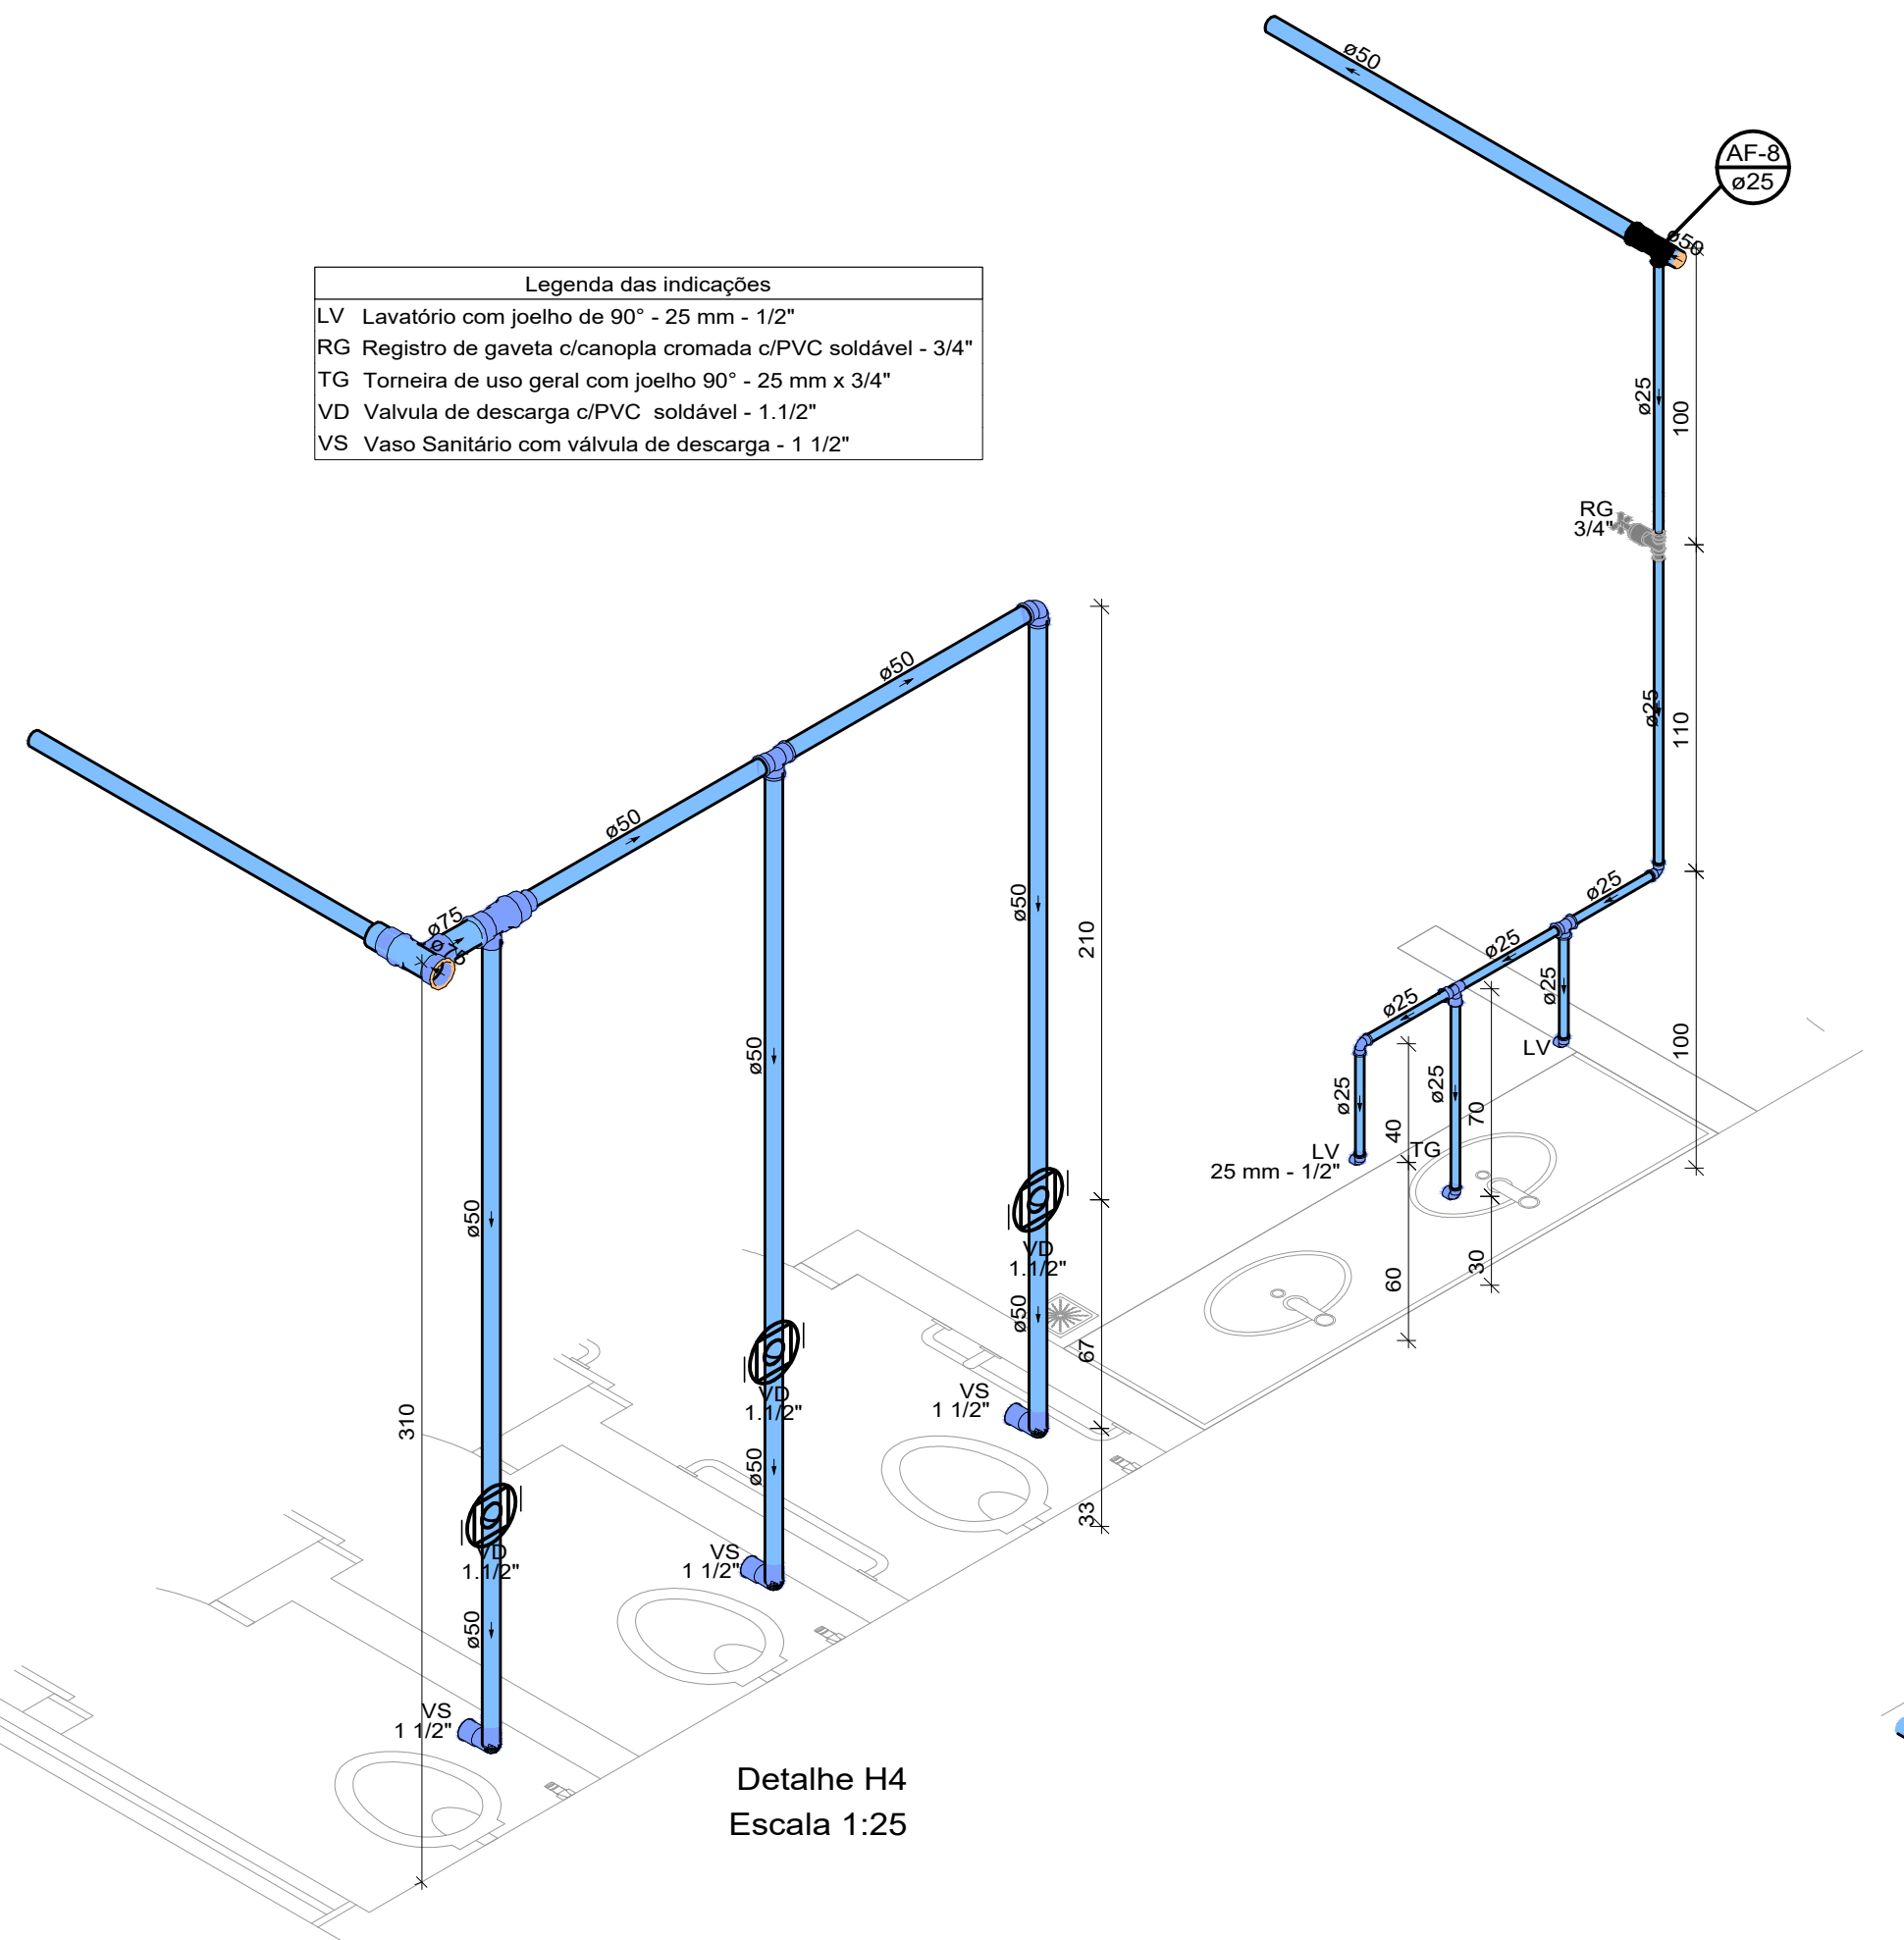 ø50
AF-8
ø25
ø50
Legenda das indicações
LV Lavatório com joelho de 90° - 25 mm - 1/2"
RG Registro de gaveta c/canopla cromada c/PVC soldável - 3/4"
TG Torneira de uso geral com joelho 90° - 25 mm x 3/4"
VD Valvula de descarga c/PVC soldável - 1.1/2"
VS Vaso Sanitário com válvula de descarga - 1 1/2"
ø25
100
RG
3/4"
ø25
110
ø50
ø50
ø75
ø50
210
ø50
ø50
ø25
ø25
ø25
ø25
LV
100
ø25
ø25
40
70
TG
LV
25 mm - 1/2"
60
30
VD
1.1/2"
ø50
67
VS
1 1/2"
33
VD
1.1/2"
ø50
VS
1 1/2"
310
VD
1.1/2"
ø50
VS
1 1/2"
Detalhe H4
Escala 1:25